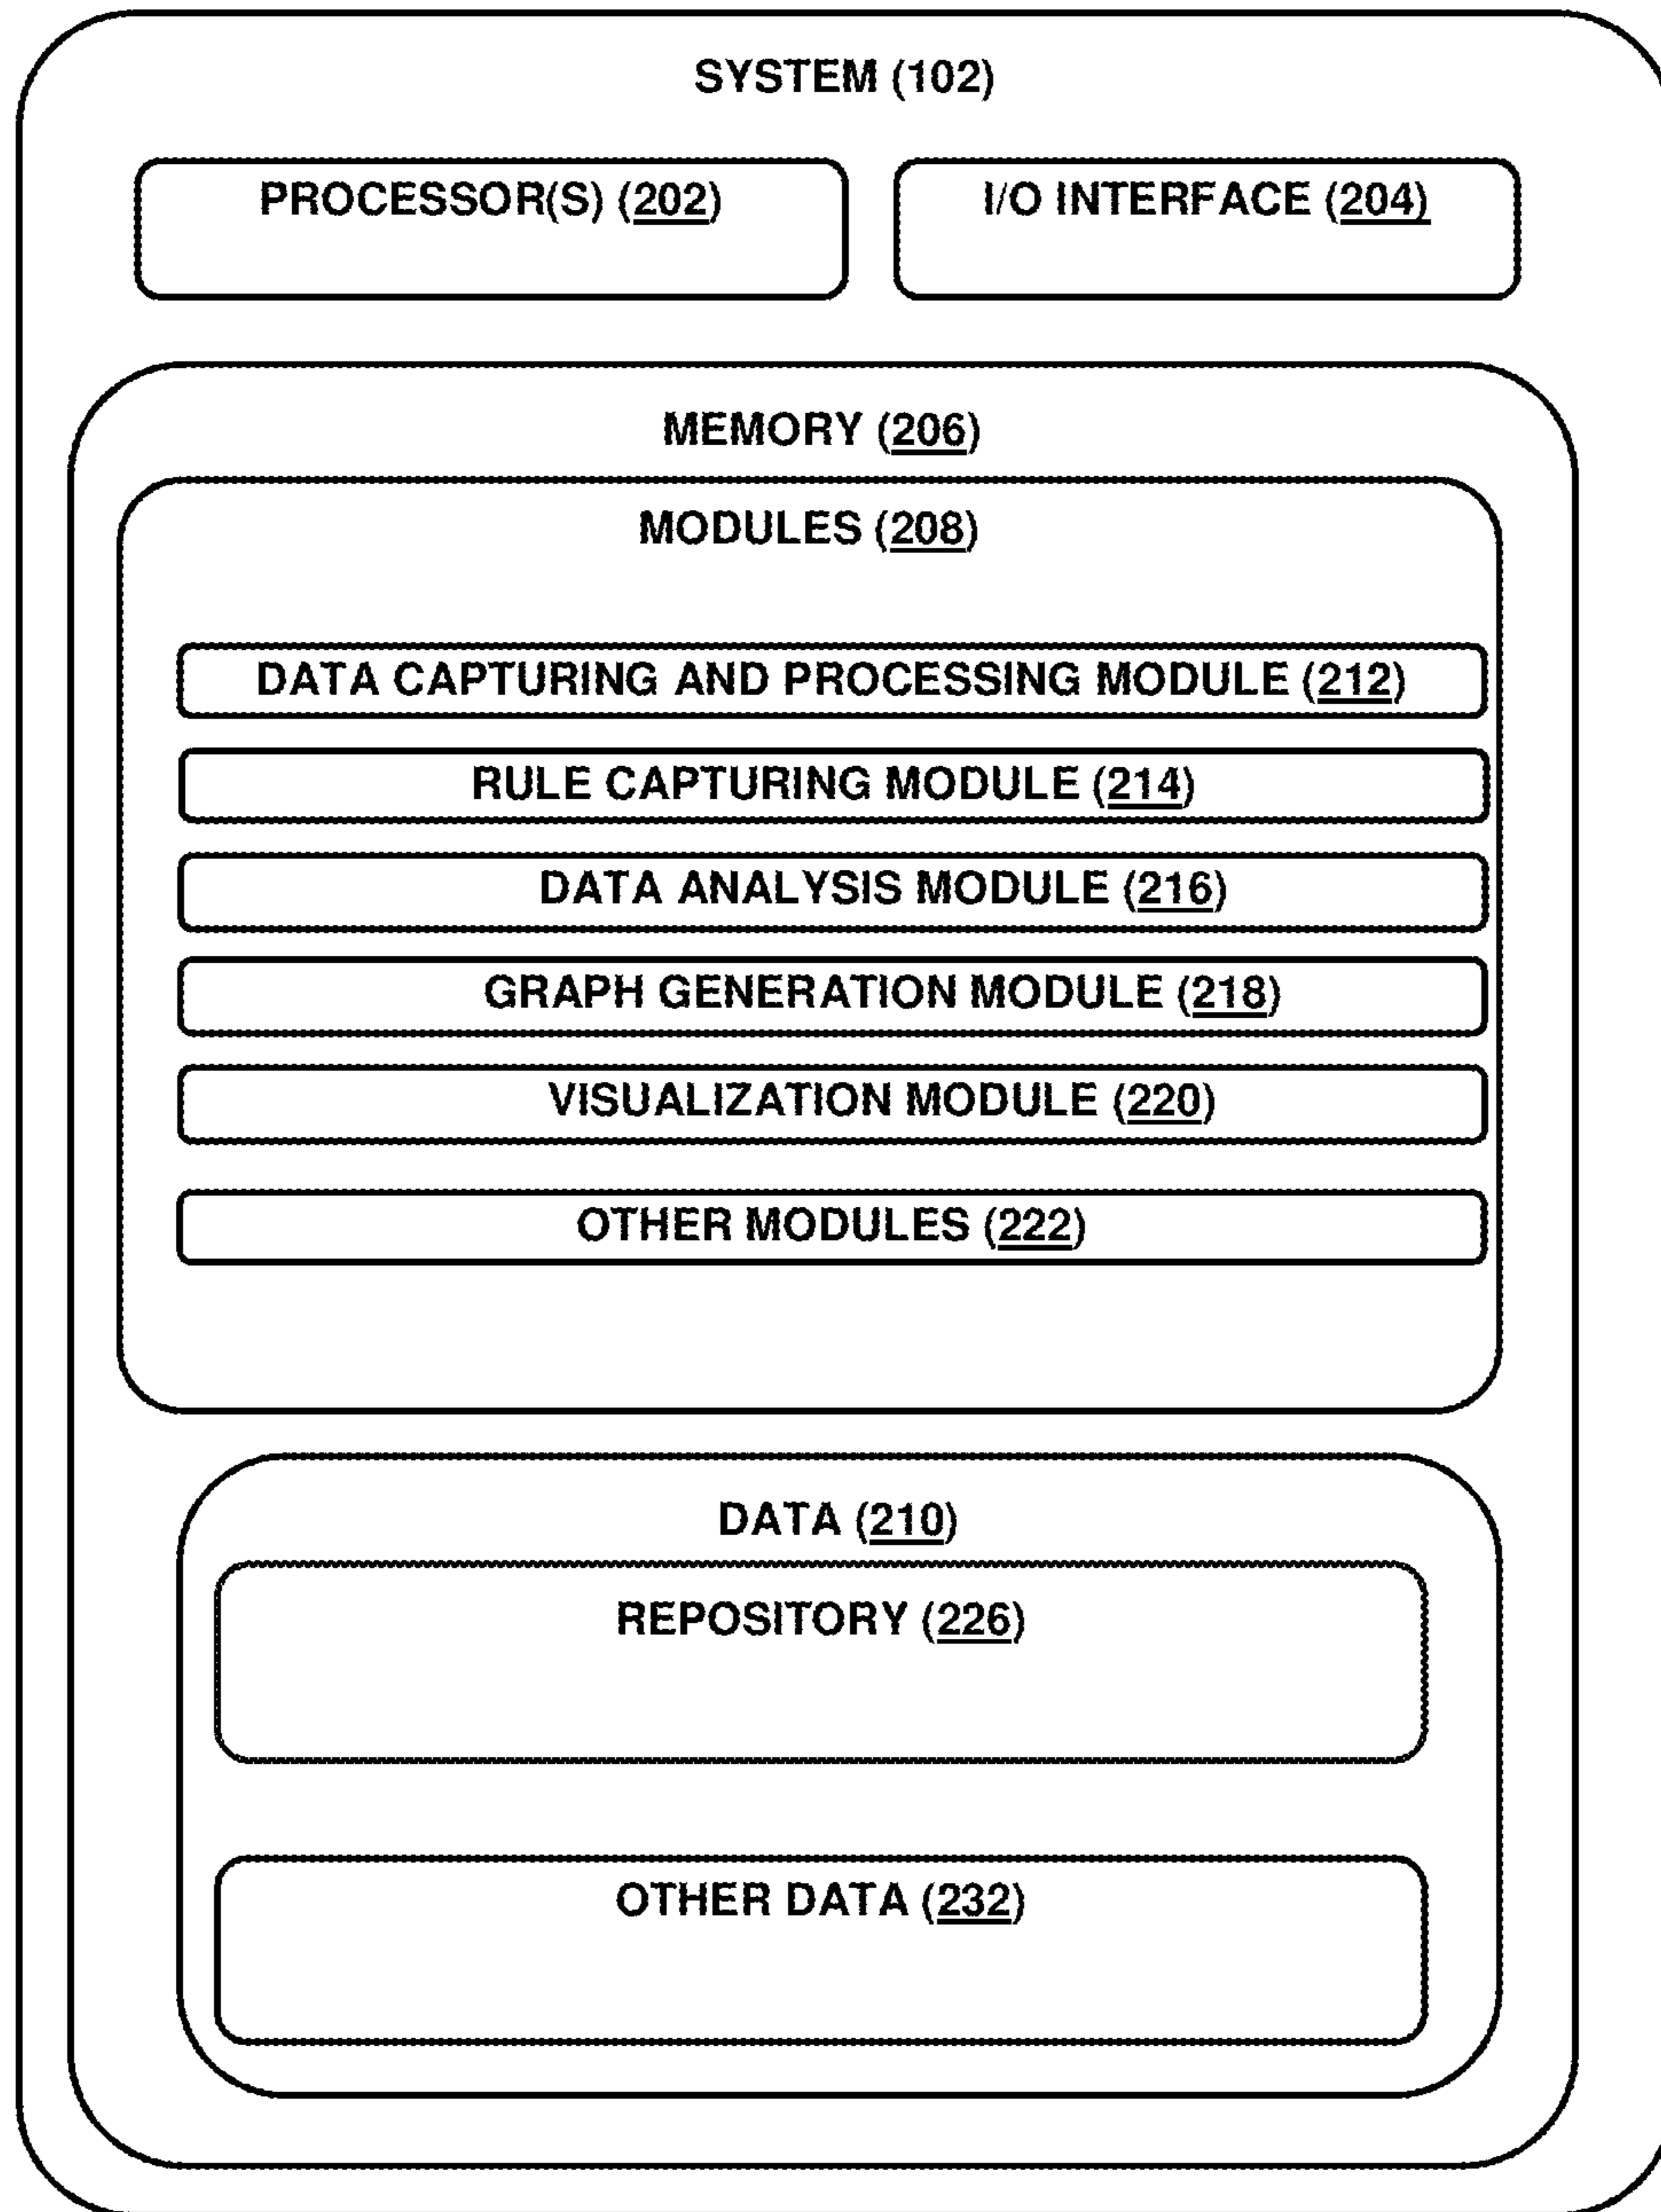 SYSTEM (102)
PROCESSOR(S) (202)
I/O INTERFACE (204)
MEMORY (206)
MODULES (208)
DATA CAPTURING AND PROCESSING MODULE (212)
RULE CAPTURING MODULE (214)
DATA ANALYSIS MODULE (216)
GRAPH GENERATION MODULE (218)
VISUALIZATION MODULE (220)
OTHER MODULES (222)
DATA (210)
REPOSITORY (226)
OTHER DATA (232)